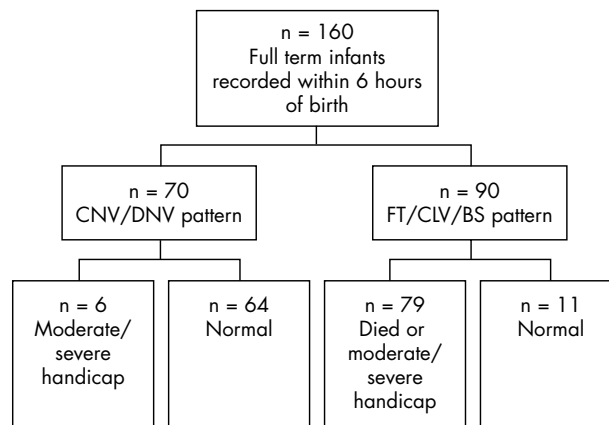 n = 160
Full term infants
recorded within 6 hours
of birth
n = 70
CNV/DNV pattern
n = 90
FT/CLV/BS pattern
n = 6
Moderate/
severe
handicap
n = 64
Normal
n = 79
Died or
moderate/
severe
handicap
n = 11
Normal